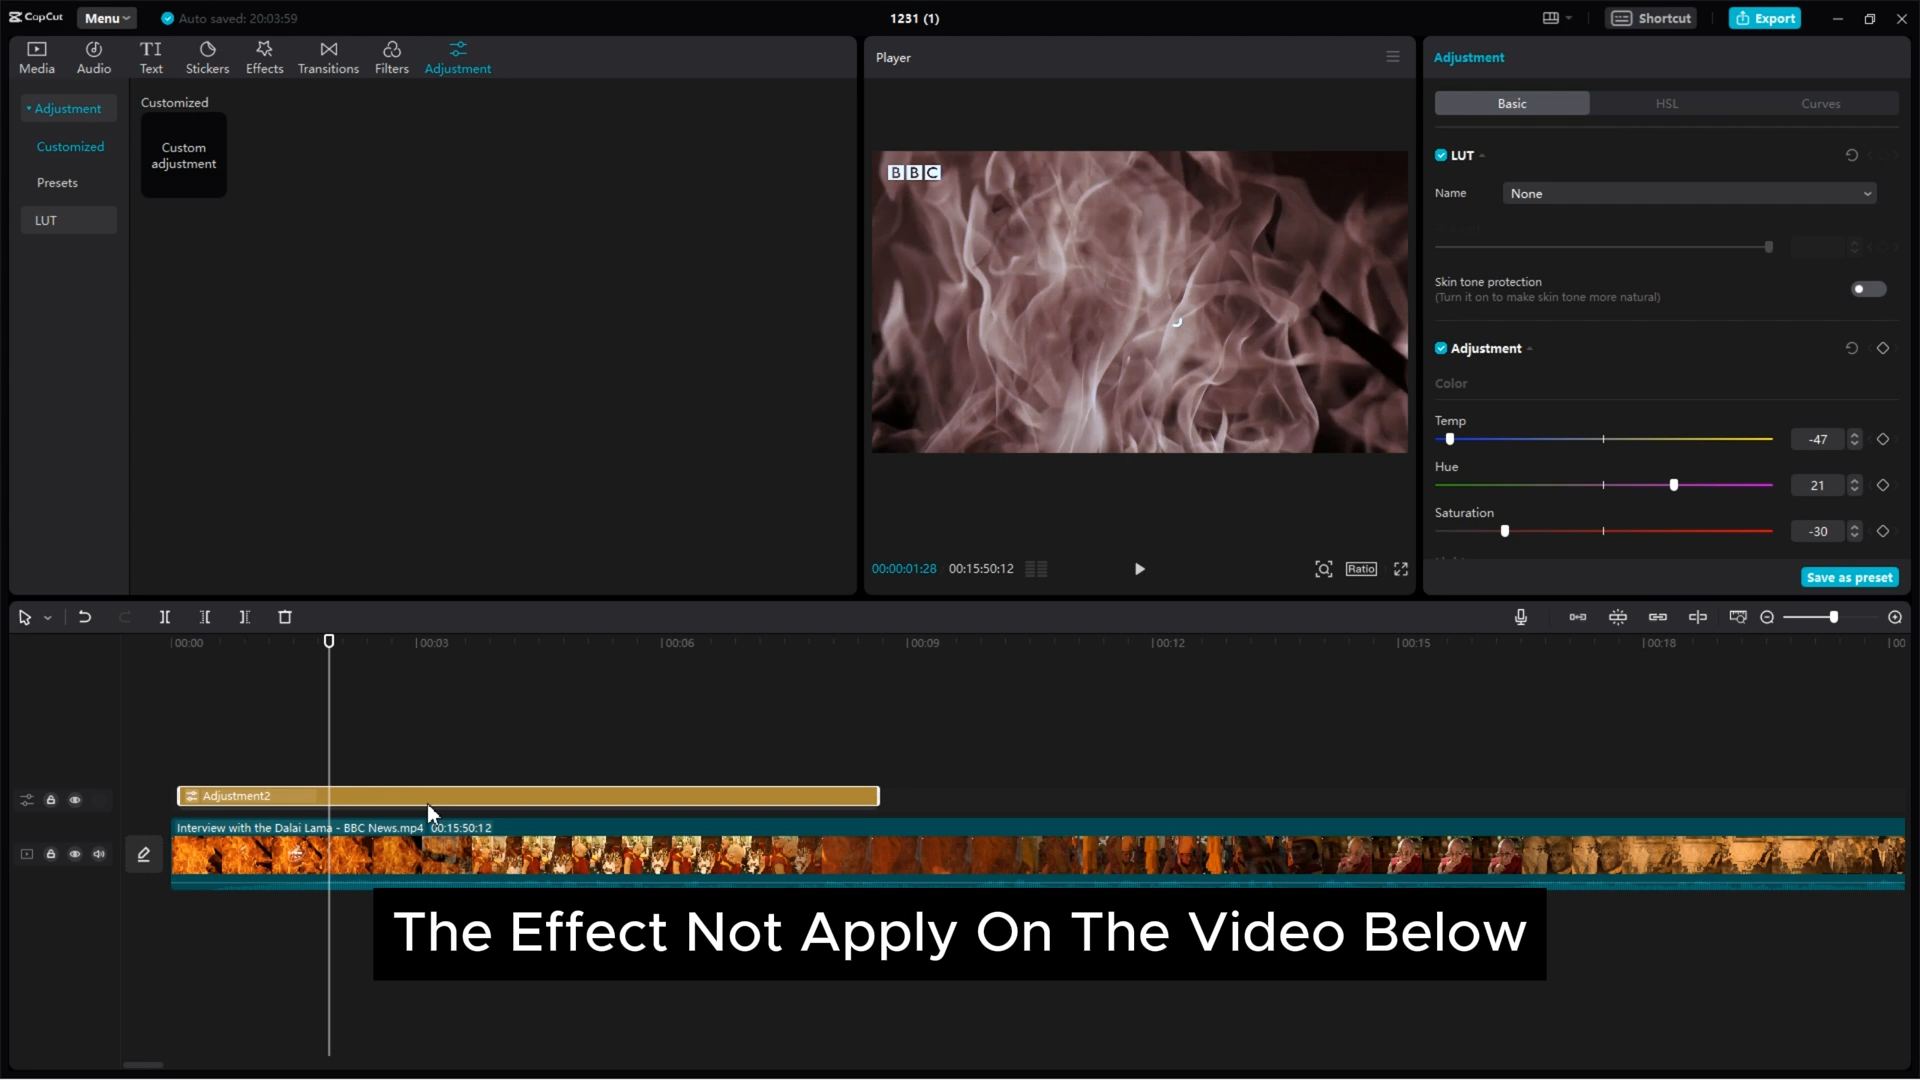 CapCut
Menu
Auto saved: 20:03:59
1231 (1)
Shortcut
Export
Media
Audio
TI
Text
Stickers
Effects
Transitions
Filters
Adjustment
Adjustment
Customized
Presets
LUT
Customized
Custom
adjustment
Player
BBC
00:00:01:28
00:15:50:12
Ratio
Adjustment
Basic
HSL
Curves
LUT
Name
None
Skin tone protection
(Turn it on to make skin tone more natural)
Adjustment
Color
Temp
-47
Hue
21
Saturation
-30
Save as preset
00:00
00:03
00:06
00:09
00:12
00:15
00:18
00
Adjustment2
Interview with the Dalai Lama - BBC News.mp4 00:15:50:12
The Effect Not Apply On The Video Below